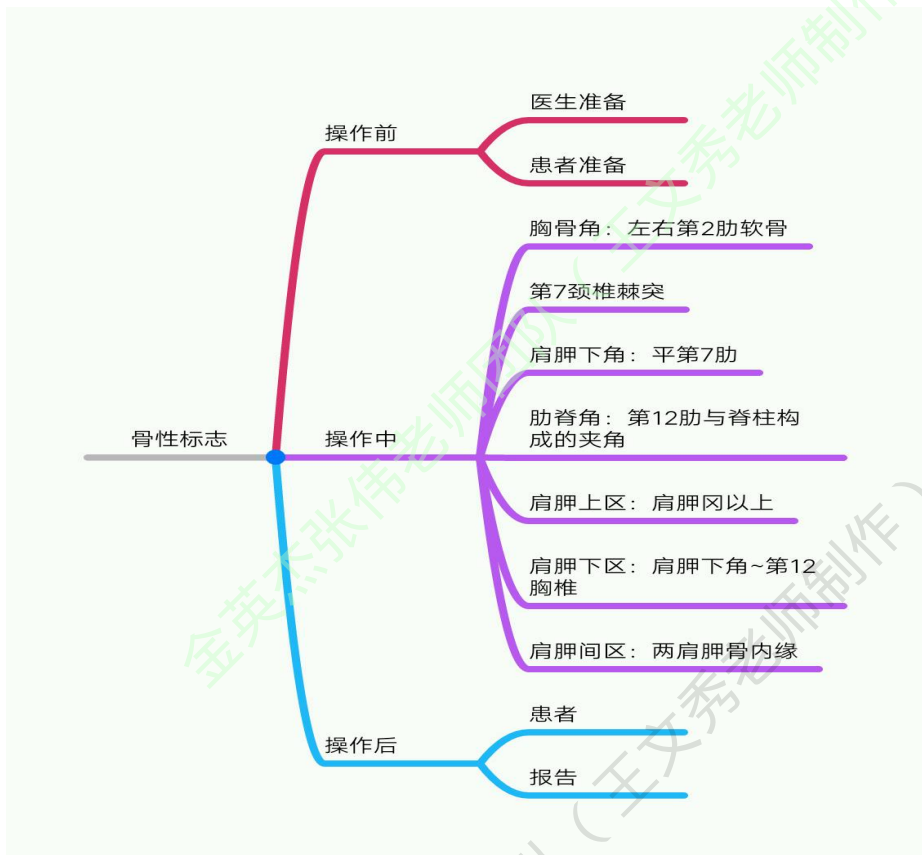 医生准备
操作前
患者准备
胸骨角：左右第2肋软骨
第7颈椎棘突
肩胛下角：平第7肋
肋脊角：第12肋与脊柱构
成的夹角
骨性标志
操作中
肩胛上区：肩胛冈以上
肩胛下区：肩胛下角~第12
胸椎
肩胛间区：两肩胛骨内缘
患者
操作后
报告
金英杰张伟老师团队（王文秀老师制作
（王文秀老师制作）